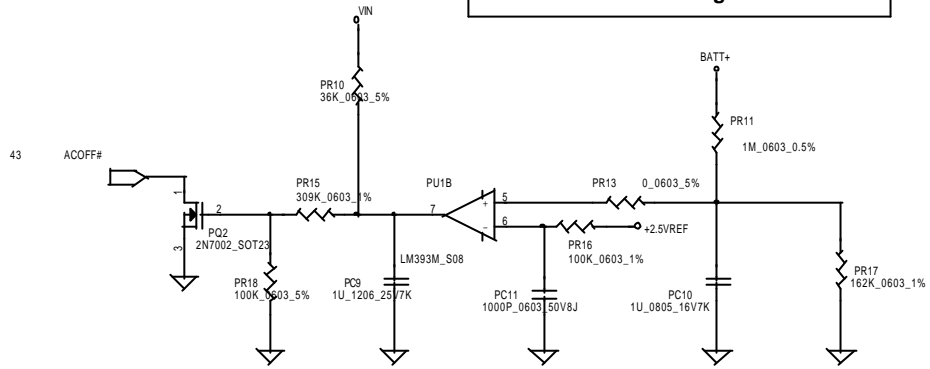 VIN
BATT+
PR10
36K_0603_5%
PR11
1M_0603_0.5%
43 ACOFF#
1
2
3
PQ2
2N7002_SOT23
PR15
309K_0603_1%
PU1B
7
5
+
6
−
LM393M_S08
PR13 0_0603_5%
PR16
100K_0603_1%
+2.5VREF
PR18
100K_0603_5%
PC9
1U_1206_25V7K
PC11
1000P_0603_50V8J
PC10
1U_0805_16V7K
PR17
162K_0603_1%